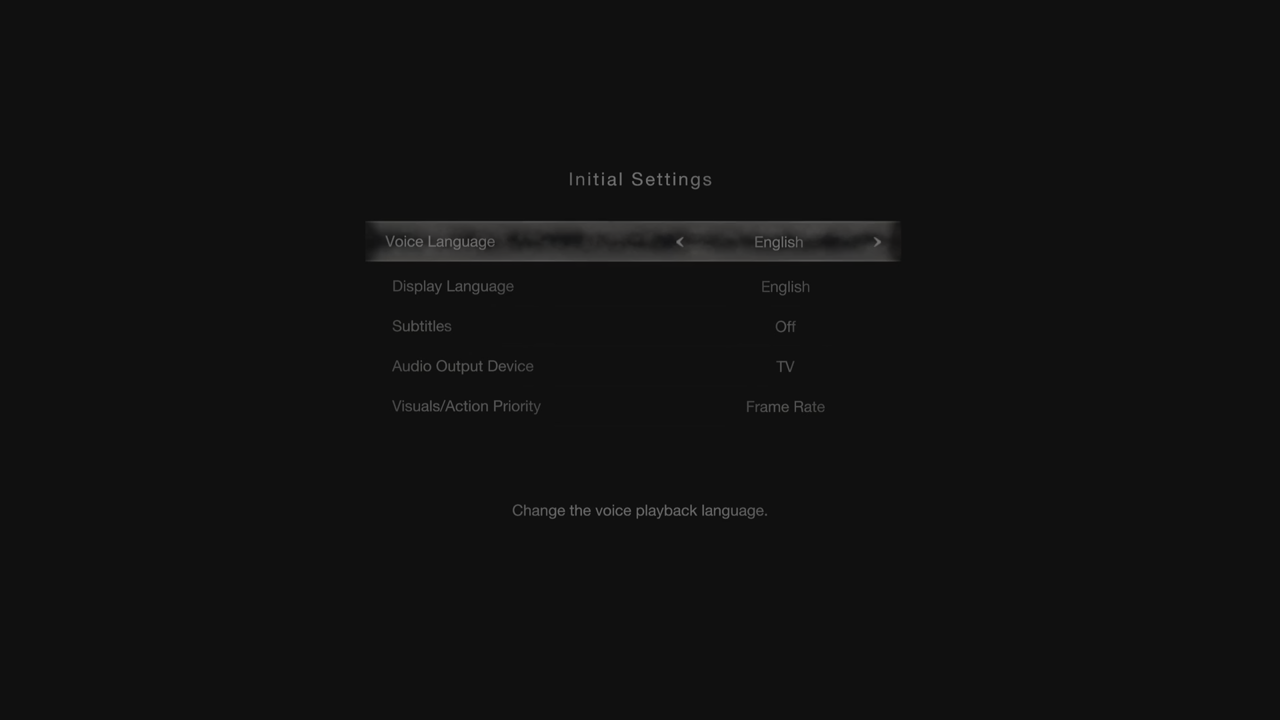 Initial Settings
Voice Language English
Display Language English
Subtitles Off
Audio Output Device TV
Visuals/Action Priority Frame Rate
Change the voice playback language.